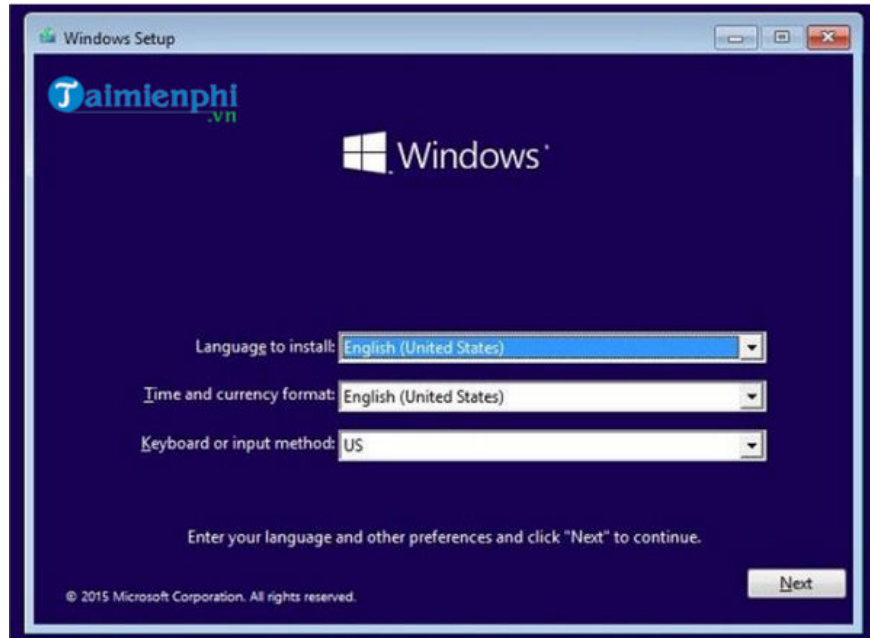 Windows Setup
Taimienphi
.vn
Windows
Language to install: English (United States)
Time and currency format: English (United States)
Keyboard or input method: US
Enter your language and other preferences and click "Next" to continue.
Next
© 2015 Microsoft Corporation. All rights reserved.